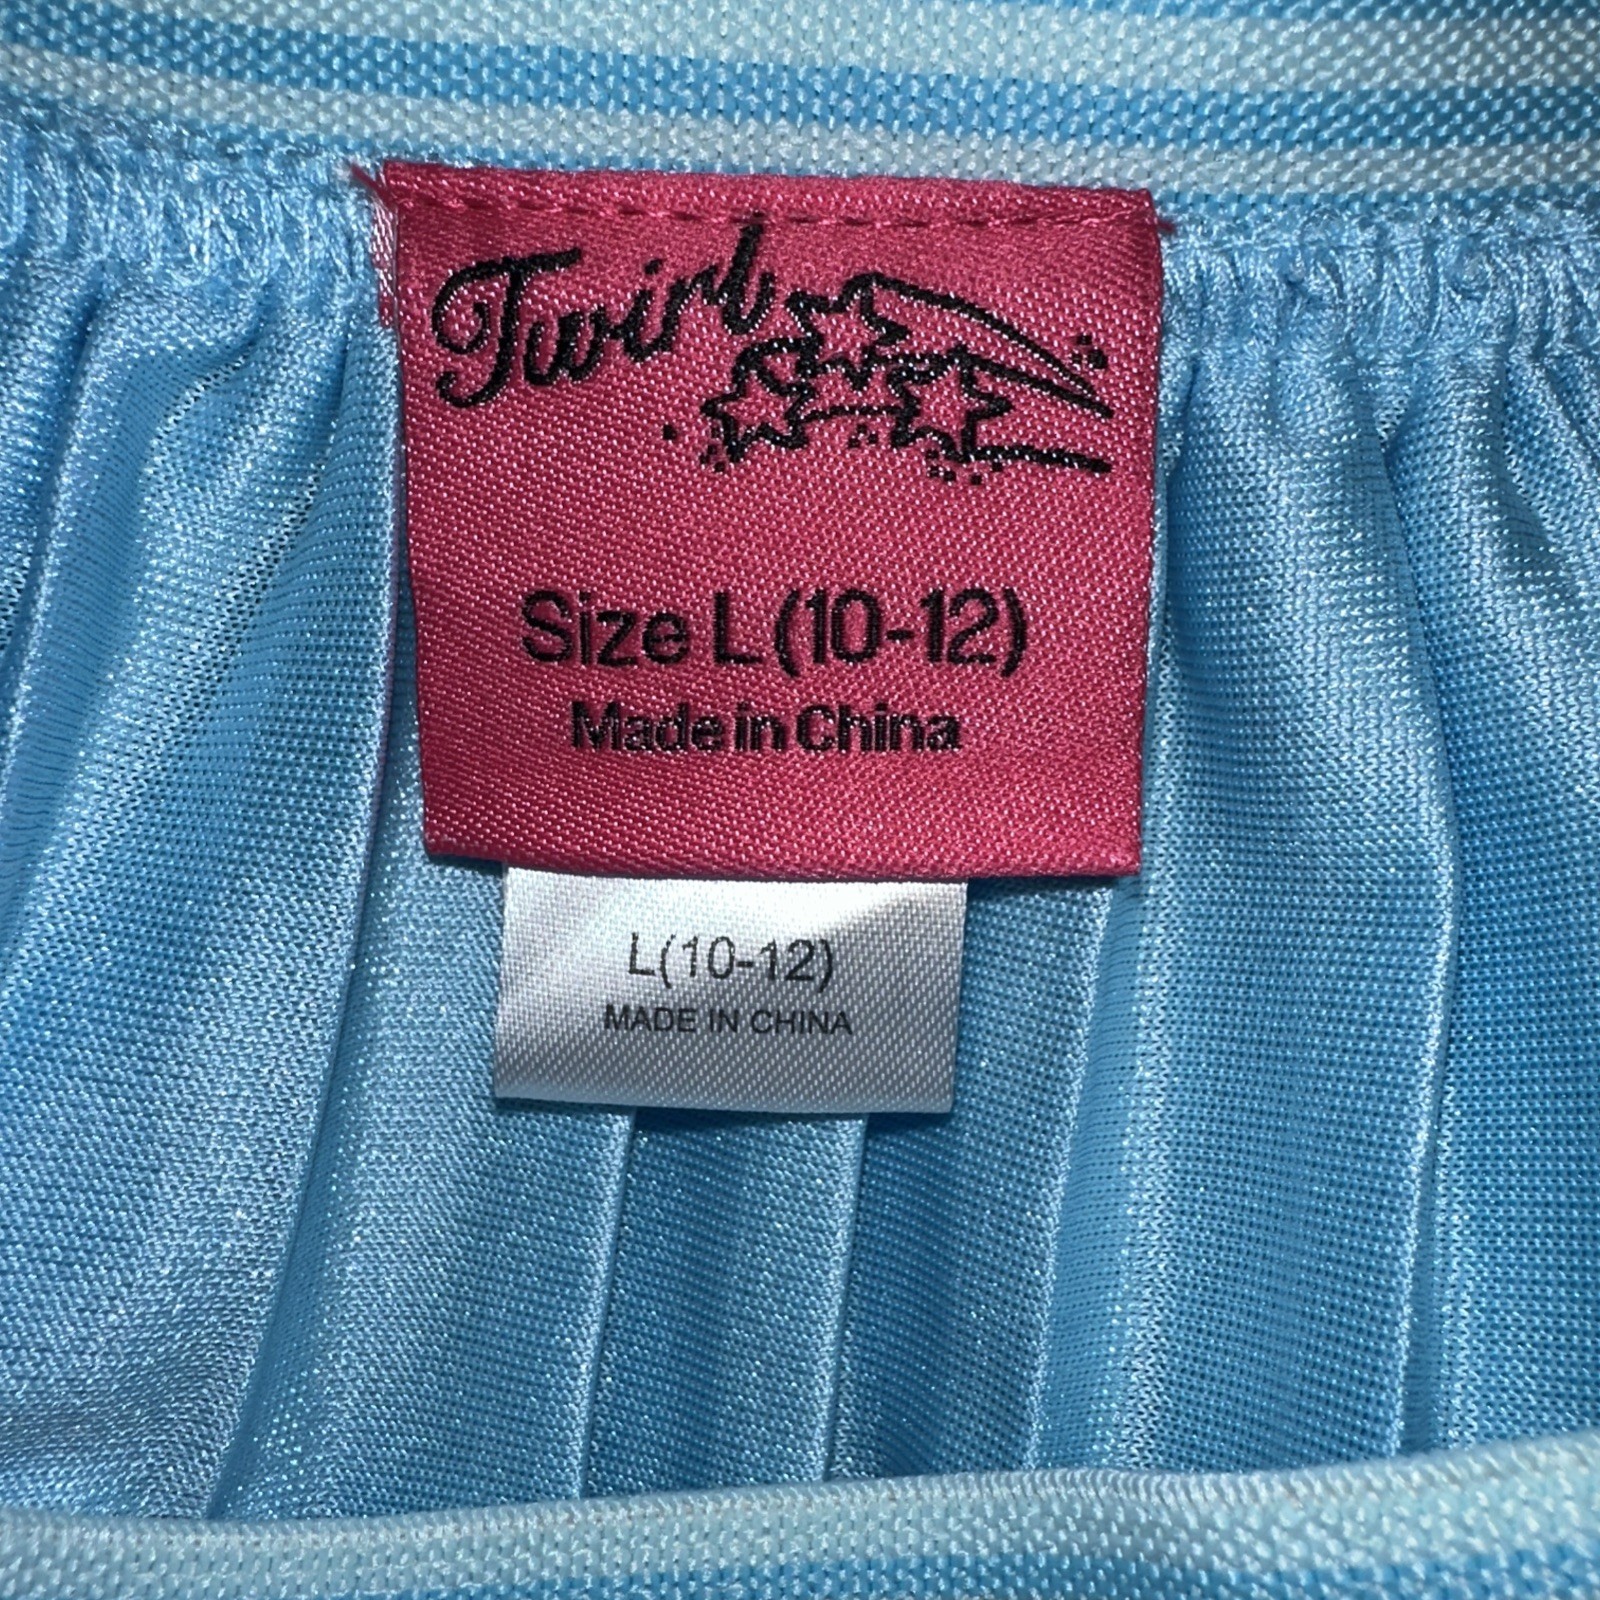 Twirl
Size L (10-12)
Made in China
L(10-12)
MADE IN CHINA